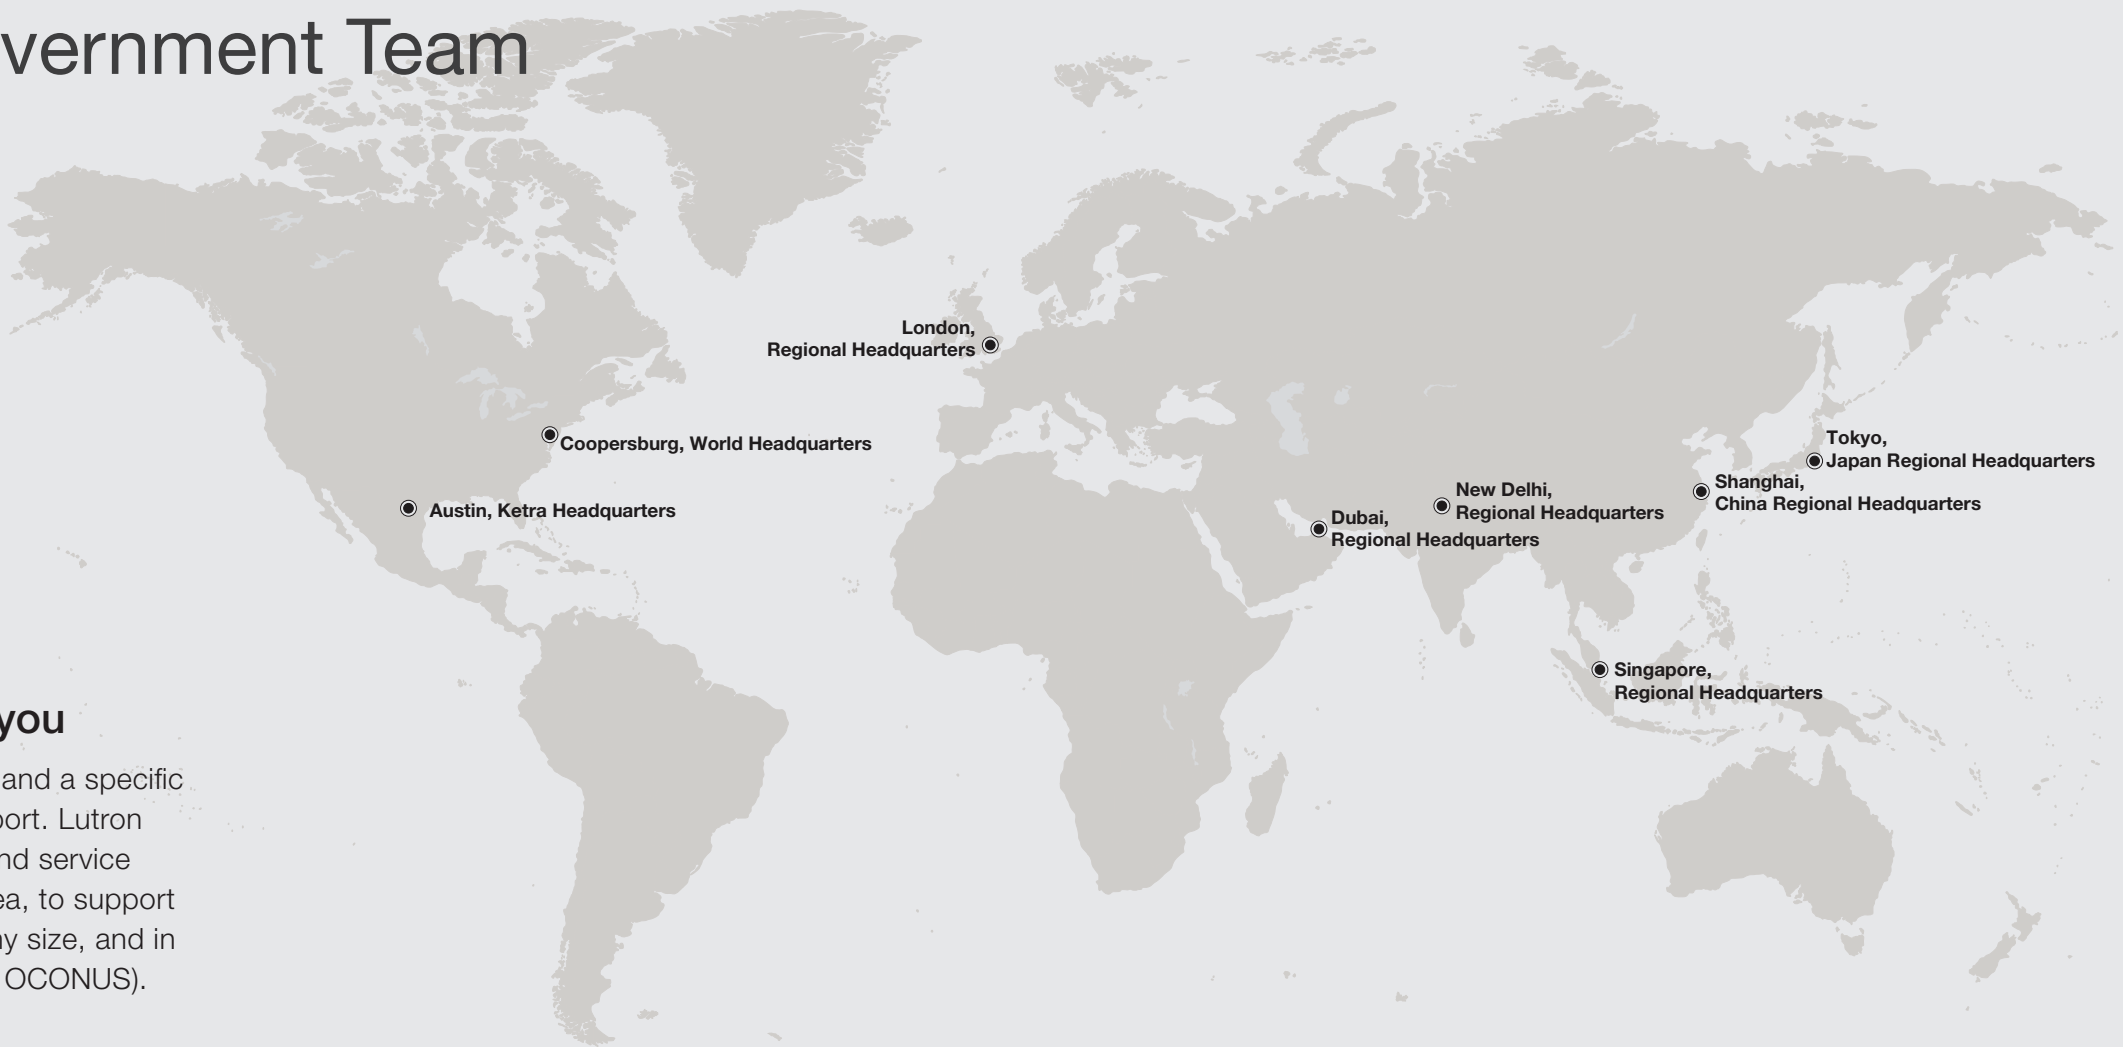 vernment Team
London,
Regional Headquarters
Coopersburg, World Headquarters
Austin, Ketra Headquarters
Tokyo,
Japan Regional Headquarters
Shanghai,
China Regional Headquarters
New Delhi,
Regional Headquarters
Dubai,
Regional Headquarters
Singapore,
Regional Headquarters
you
and a specific
port. Lutron
nd service
ea, to support
ny size, and in
OCONUS).